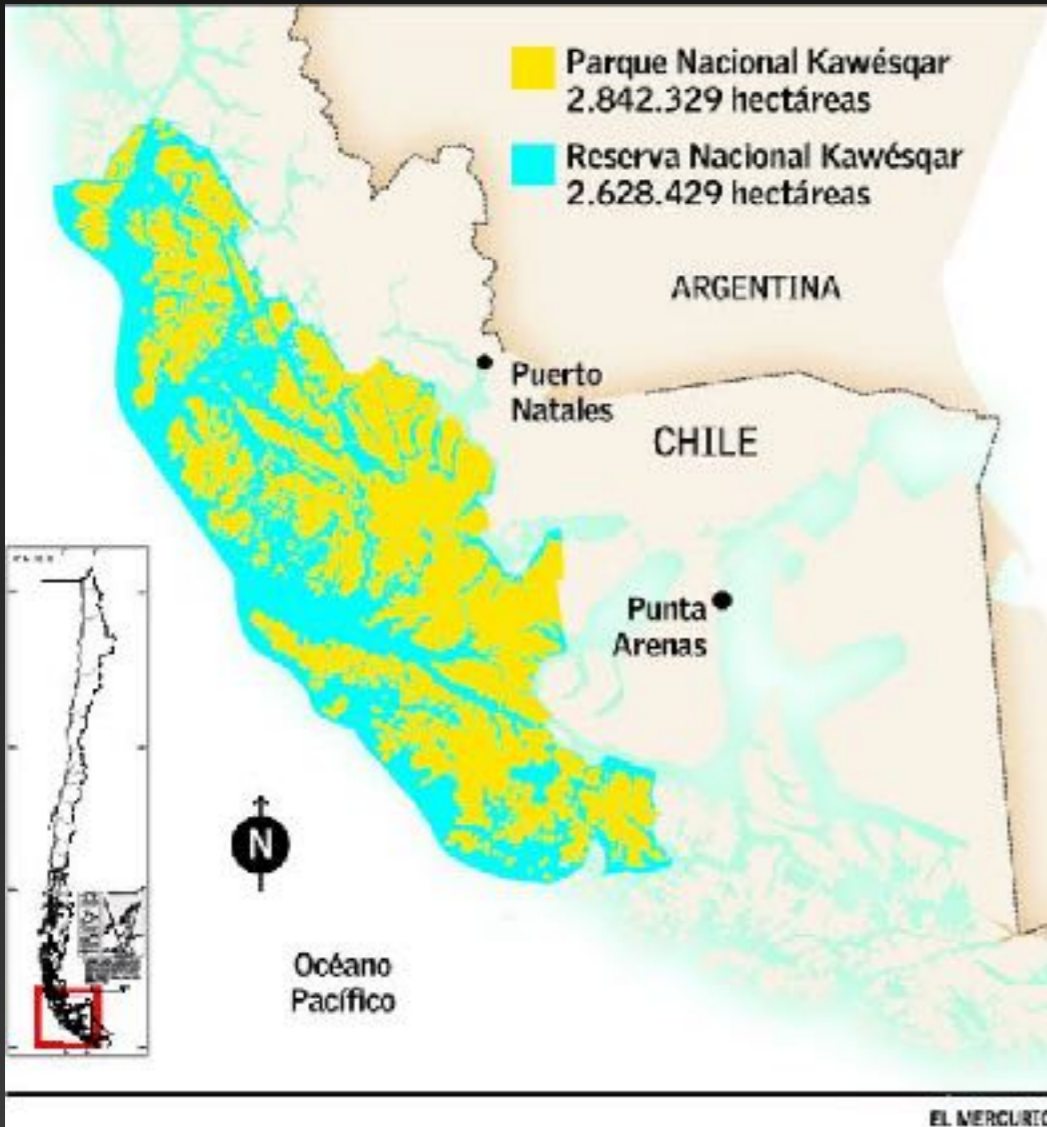 Parque Nacional Kawésqar
2.842.329 hectáreas
Reserva Nacional Kawésqar
2.628.429 hectáreas
ARGENTINA
Puerto
Natales
CHILE
Punta
Arenas
N
Océano
Pacífico
EL MERCURIO